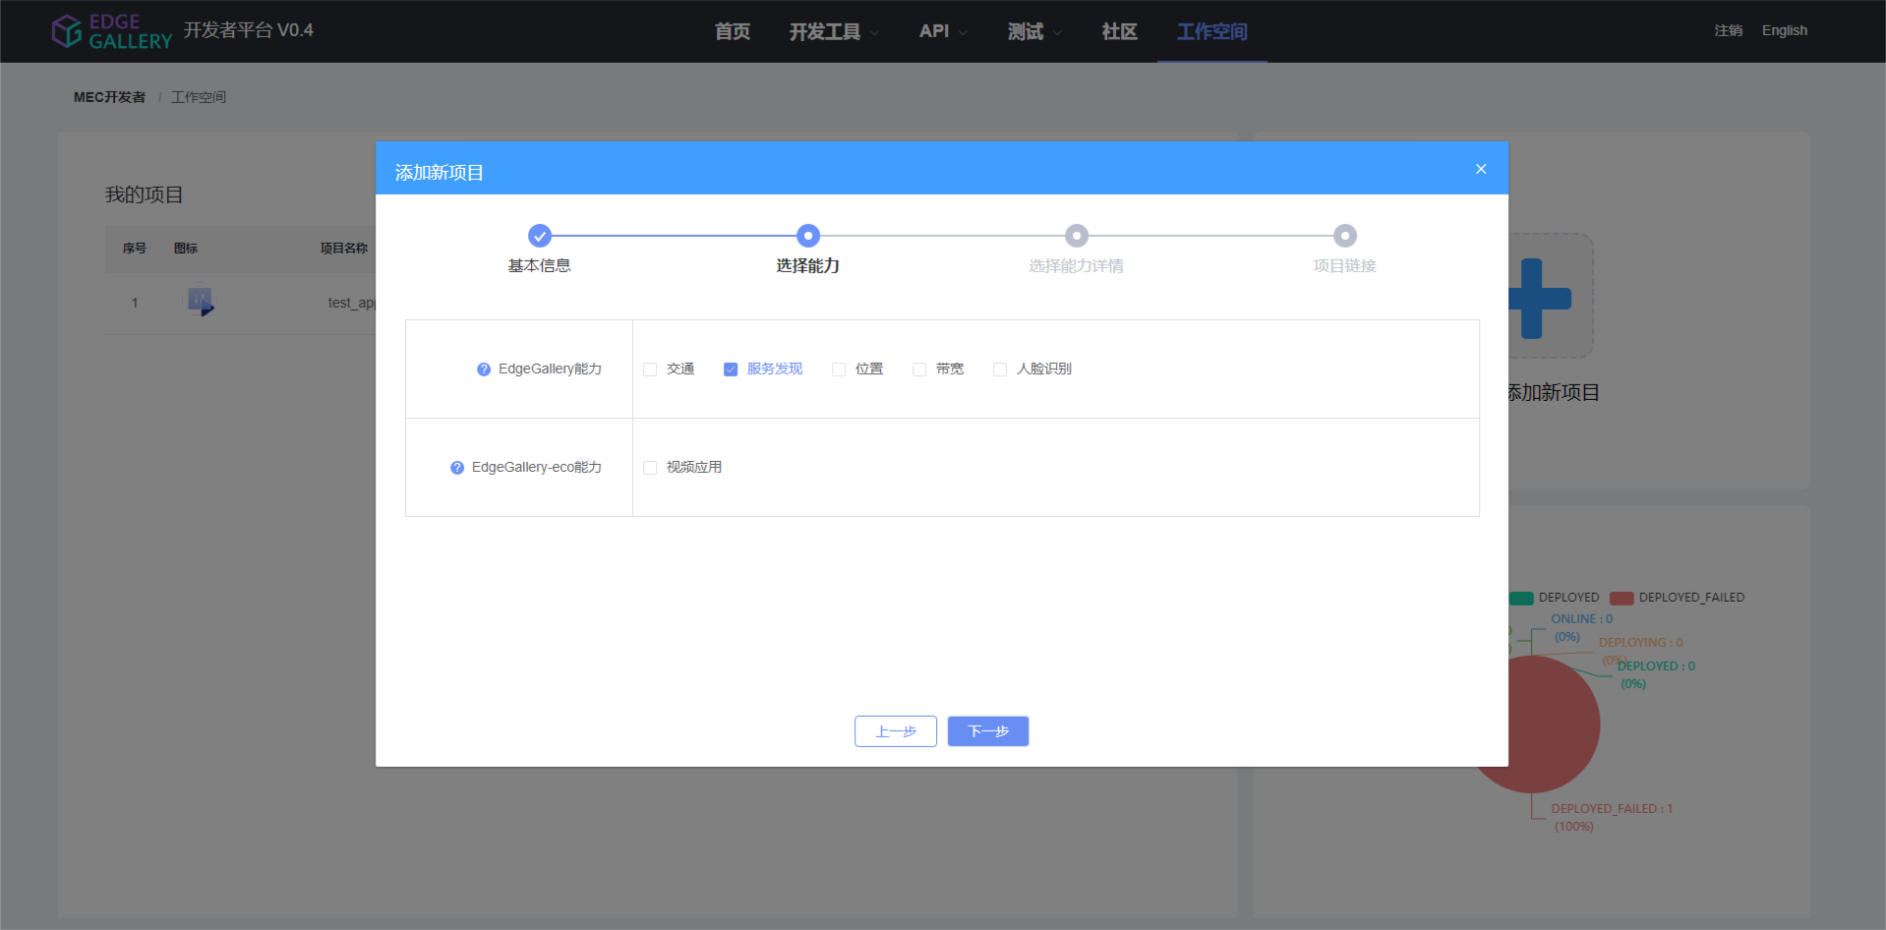 EDGE
GALLERY
开发者平台 V0.4
首页 开发工具 API 测试 社区 工作空间
注销 English
MEC开发者 / 工作空间
我的项目
序号 图标 项目名称
1 test_app
添加新项目
基本信息 选择能力 选择能力详情 项目链接
EdgeGallery能力 交通 服务发现 位置 带宽 人脸识别
EdgeGallery-eco能力 视频应用
上一步 下一步
添加新项目
DEPLOYED DEPLOYED_FAILED
ONLINE : 0
(0%)
DEPLOYING : 0
(0%)
DEPLOYED : 0
(0%)
DEPLOYED_FAILED : 1
(100%)